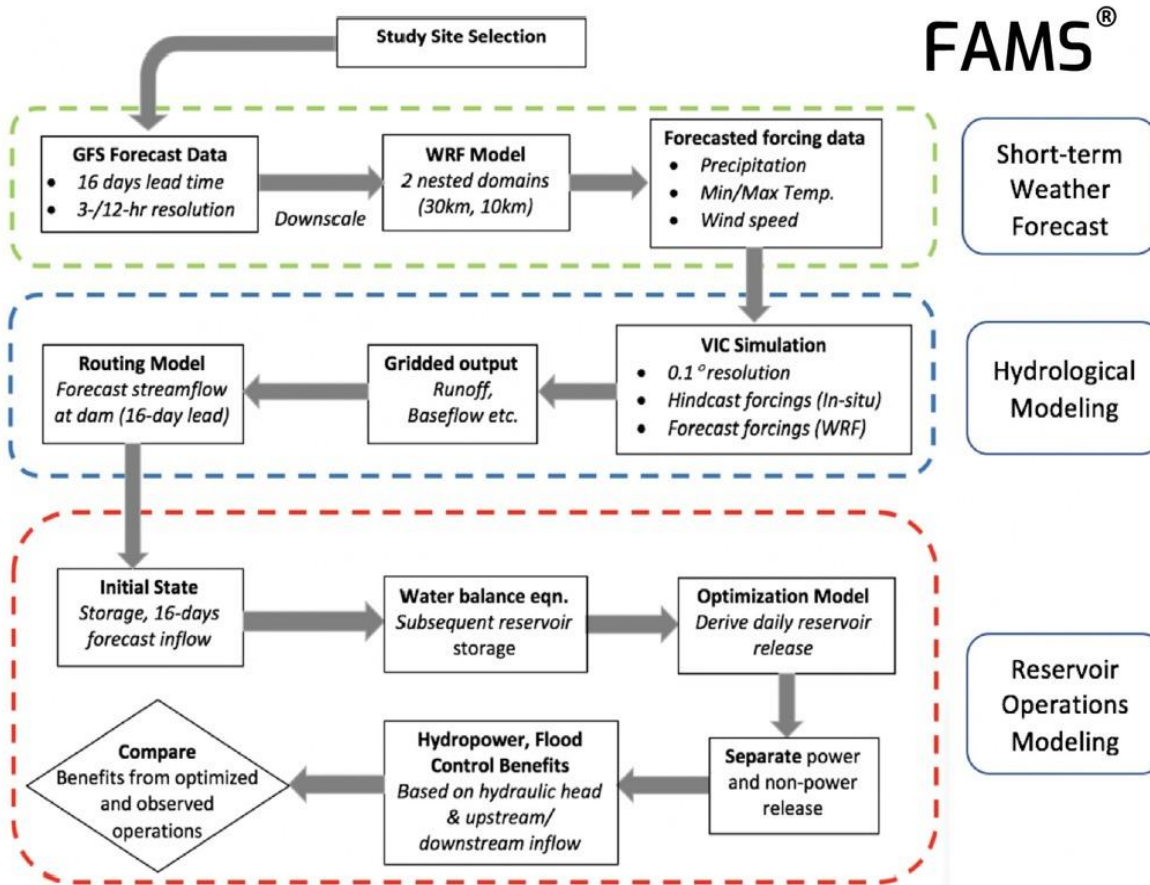 FAMS®
Study Site Selection
GFS Forecast Data
• 16 days lead time
• 3-/12-hr resolution
Downscale
WRF Model
2 nested domains
(30km, 10km)
Forecasted forcing data
• Precipitation
• Min/Max Temp.
• Wind speed
Short-term
Weather
Forecast
VIC Simulation
• 0.1° resolution
• Hindcast forcings (In-situ)
• Forecast forcings (WRF)
Gridded output
Runoff,
Baseflow etc.
Routing Model
Forecast streamflow
at dam (16-day lead)
Hydrological
Modeling
Initial State
Storage, 16-days
forecast inflow
Water balance eqn.
Subsequent reservoir
storage
Optimization Model
Derive daily reservoir
release
Separate power
and non-power
release
Hydropower, Flood
Control Benefits
Based on hydraulic head
& upstream/
downstream inflow
Compare
Benefits from optimized
and observed
operations
Reservoir
Operations
Modeling